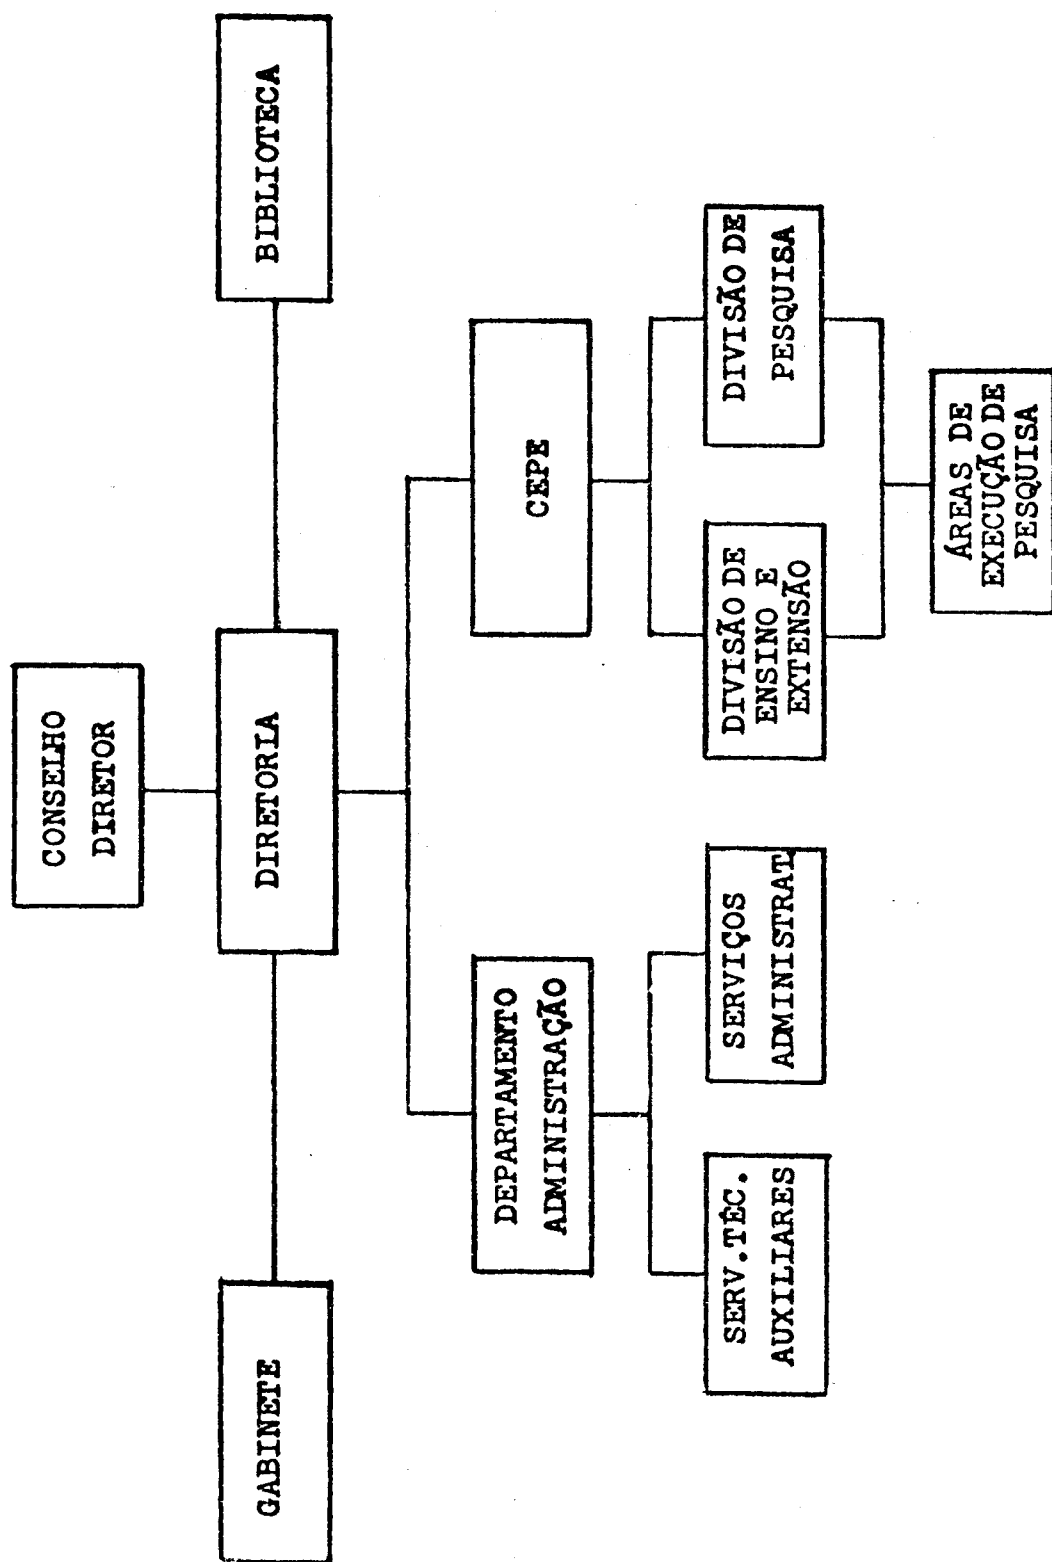 CONSELHO
DIRETOR
GABINETE
DIRETORIA
BIBLIOTECA
DEPARTAMENTO
ADMINISTRAÇÃO
CEPE
SERV.TÉC.
AUXILIARES
SERVIÇOS
ADMINISTRAT.
DIVISÃO DE
ENSINO E
EXTENSÃO
DIVISÃO DE
PESQUISA
ÁREAS DE
EXECUÇÃO DE
PESQUISA